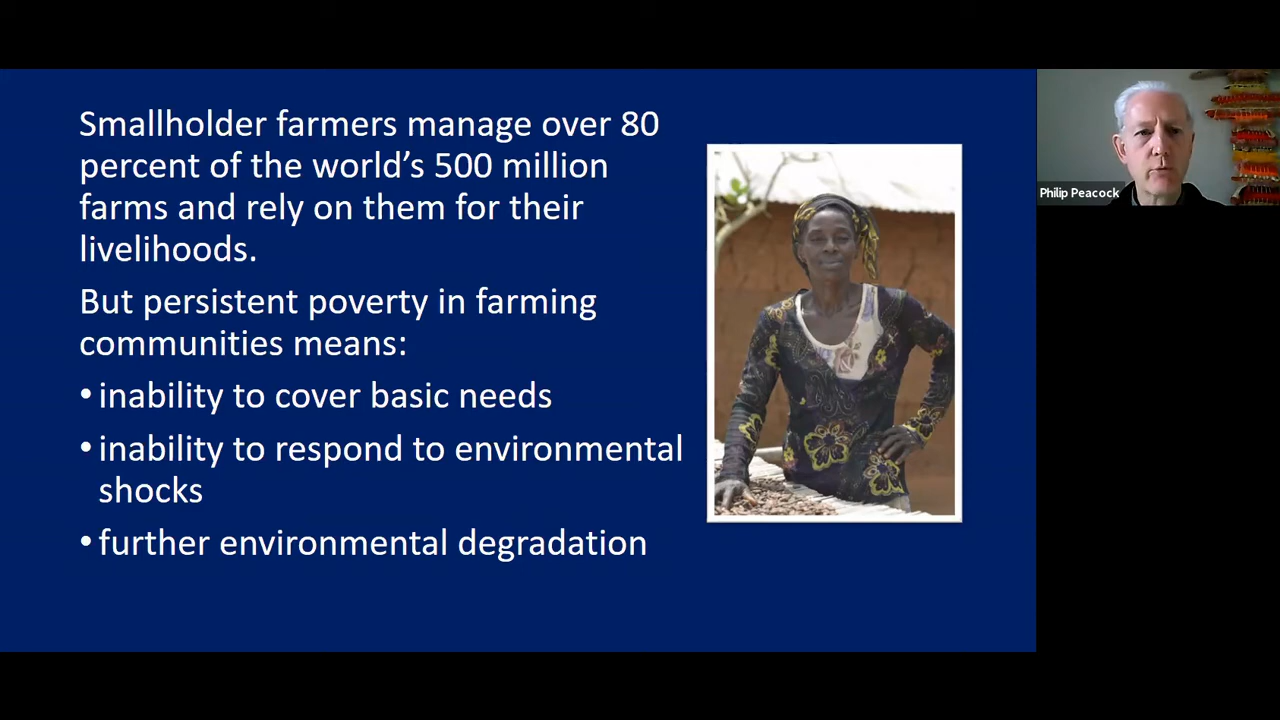 Smallholder farmers manage over 80
percent of the world’s 500 million
farms and rely on them for their
livelihoods.
But persistent poverty in farming
communities means:
• inability to cover basic needs
• inability to respond to environmental
shocks
• further environmental degradation
Philip Peacock